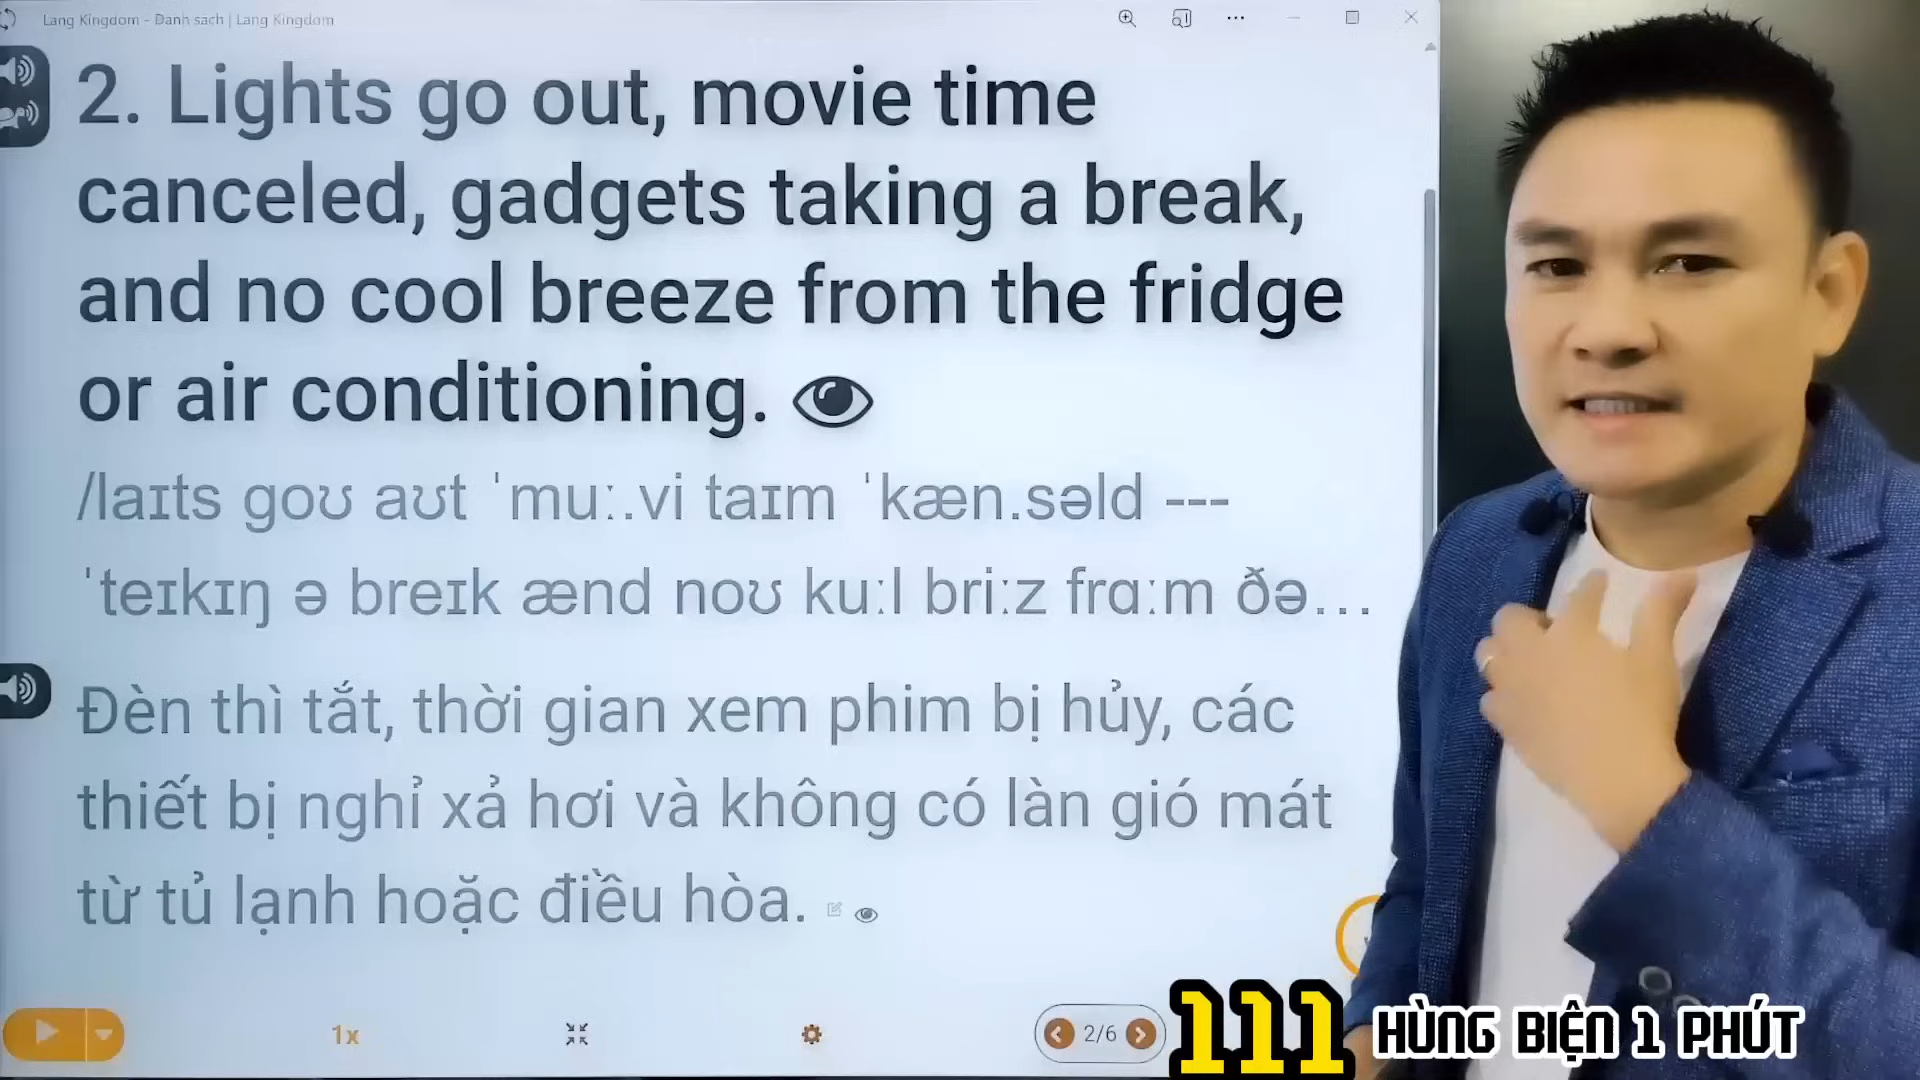 Lang Kingdom - Danh sách | Lang Kingdom
2. Lights go out, movie time
canceled, gadgets taking a break,
and no cool breeze from the fridge
or air conditioning.
/laɪts goʊ aʊt ˈmuː.vi taɪm ˈkæn.səld ---
ˈteɪkɪŋ ə breɪk ænd noʊ kuːl briːz frɑːm ðə…
Đèn thì tắt, thời gian xem phim bị hủy, các
thiết bị nghỉ xả hơi và không có làn gió mát
từ tủ lạnh hoặc điều hòa.
1x
2/6
111 HÙNG BIỆN 1 PHÚT